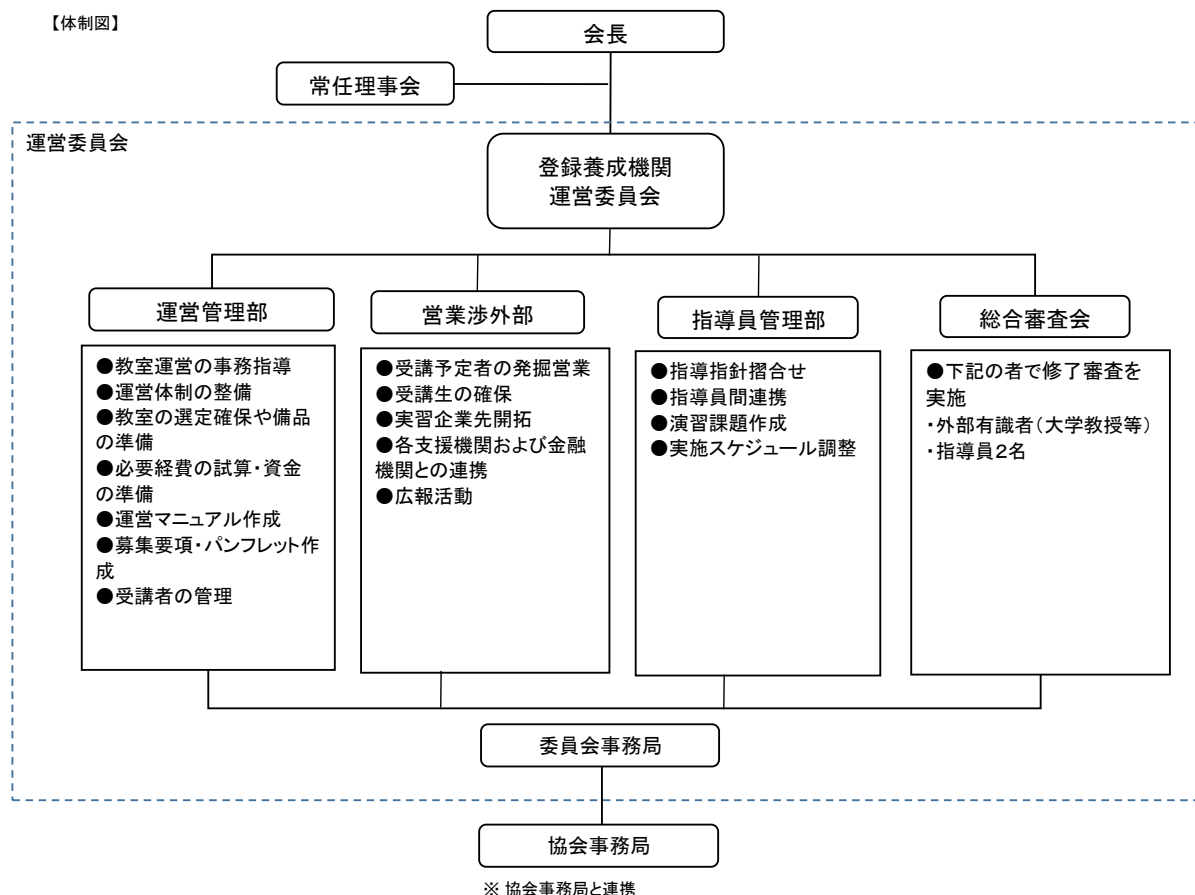 【体制図】
会長
常任理事会
運営委員会
登録養成機関
運営委員会
運営管理部
●教室運営の事務指導
●運営体制の整備
●教室の選定確保や備品
の準備
●必要経費の試算・資金
の準備
●運営マニュアル作成
●募集要項・パンフレット作
成
●受講者の管理
営業渉外部
●受講予定者の発掘営業
●受講生の確保
●実習企業先開拓
●各支援機関および金融
機関との連携
●広報活動
指導員管理部
●指導指針摺合せ
●指導員間連携
●演習課題作成
●実施スケジュール調整
総合審査会
●下記の者で修了審査を
実施
・外部有識者(大学教授等)
・指導員2名
委員会事務局
協会事務局
※ 協会事務局と連携